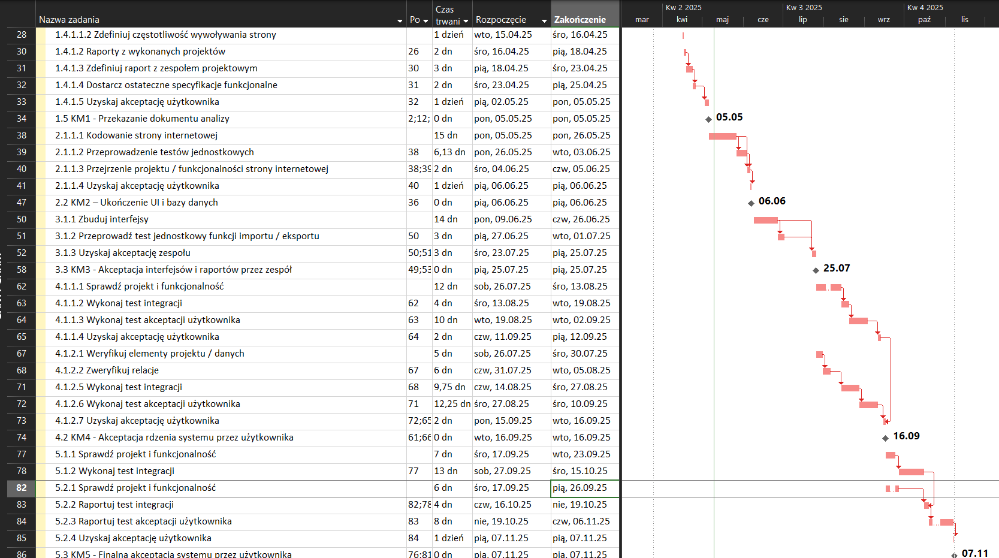 Kw 2 2025 Kw 3 2025 Kw 4 2025
Nazwa zadania Po Czas trwani Rozpoczęcie Zakończenie mar kwi maj cze lip sie wrz paź lis
28 1.4.1.1.2 Zdefiniuj częstotliwość wywoływania strony 1 dzień wto, 15.04.25 śro, 16.04.25
30 1.4.1.2 Raporty z wykonanych projektów 26 2 dn śro, 16.04.25 pią, 18.04.25
31 1.4.1.3 Zdefiniuj raport z zespołem projektowym 30 3 dn pią, 18.04.25 śro, 23.04.25
32 1.4.1.4 Dostarcz ostateczne specyfikacje funkcjonalne 31 2 dn śro, 23.04.25 pią, 25.04.25
33 1.4.1.5 Uzyskaj akceptację użytkownika 32 1 dzień pią, 02.05.25 pon, 05.05.25
34 1.5 KM1 - Przekazanie dokumentu analizy 2;12; 0 dn pon, 05.05.25 pon, 05.05.25 05.05
38 2.1.1.1 Kodowanie strony internetowej 15 dn pon, 05.05.25 pon, 26.05.25
39 2.1.1.2 Przeprowadzenie testów jednostkowych 38 6,13 dn pon, 26.05.25 wto, 03.06.25
40 2.1.1.3 Przejrzenie projektu / funkcjonalności strony internetowej 38;39 2 dn śro, 04.06.25 czw, 05.06.25
41 2.1.1.4 Uzyskaj akceptację użytkownika 40 1 dzień pią, 06.06.25 pią, 06.06.25
47 2.2 KM2 – Ukończenie UI i bazy danych 36 0 dn pią, 06.06.25 pią, 06.06.25 06.06
50 3.1.1 Zbuduj interfejsy 14 dn pon, 09.06.25 czw, 26.06.25
51 3.1.2 Przeprowadź test jednostkowy funkcji importu / eksportu 50 3 dn pią, 27.06.25 wto, 01.07.25
52 3.1.3 Uzyskaj akceptację zespołu 50;51 3 dn śro, 23.07.25 pią, 25.07.25
58 3.3 KM3 - Akceptacja interfejsów i raportów przez zespół 49;53 0 dn pią, 25.07.25 pią, 25.07.25 25.07
62 4.1.1.1 Sprawdź projekt i funkcjonalność 12 dn sob, 26.07.25 śro, 13.08.25
63 4.1.1.2 Wykonaj test integracji 62 4 dn śro, 13.08.25 wto, 19.08.25
64 4.1.1.3 Wykonaj test akceptacji użytkownika 63 10 dn wto, 19.08.25 wto, 02.09.25
65 4.1.1.4 Uzyskaj akceptację użytkownika 64 2 dn czw, 11.09.25 pią, 12.09.25
67 4.1.2.1 Weryfikuj elementy projektu / danych 5 dn sob, 26.07.25 śro, 30.07.25
68 4.1.2.2 Zweryfikuj relacje 67 6 dn czw, 31.07.25 wto, 05.08.25
71 4.1.2.5 Wykonaj test integracji 68 9,75 dn czw, 14.08.25 śro, 27.08.25
72 4.1.2.6 Wykonaj test akceptacji użytkownika 71 12,25 dn śro, 27.08.25 śro, 10.09.25
73 4.1.2.7 Uzyskaj akceptację użytkownika 72;65 2 dn pon, 15.09.25 wto, 16.09.25
74 4.2 KM4 - Akceptacja rdzenia systemu przez użytkownika 61;66 0 dn wto, 16.09.25 wto, 16.09.25 16.09
77 5.1.1 Sprawdź projekt i funkcjonalność 7 dn śro, 17.09.25 wto, 23.09.25
78 5.1.2 Wykonaj test integracji 77 13 dn sob, 27.09.25 śro, 15.10.25
82 5.2.1 Sprawdź projekt i funkcjonalność 6 dn śro, 17.09.25 pią, 26.09.25
83 5.2.2 Raportuj test integracji 82;78 4 dn czw, 16.10.25 nie, 19.10.25
84 5.2.3 Raportuj test akceptacji użytkownika 83 8 dn nie, 19.10.25 czw, 06.11.25
85 5.2.4 Uzyskaj akceptację użytkownika 84 1 dzień pią, 07.11.25 pią, 07.11.25
86 5.3 KM5 - Finalna akceptacja systemu przez użytkownika 76;81 0 dn pią, 07.11.25 pią, 07.11.25 07.11